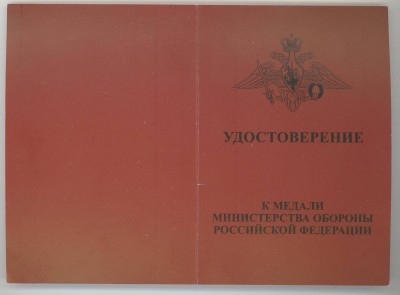 УДОСТОВЕРЕНИЕ
К МЕДАЛИ
МИНИСТЕРСТВА ОБОРОНЫ
РОССИЙСКОЙ ФЕДЕРАЦИИ